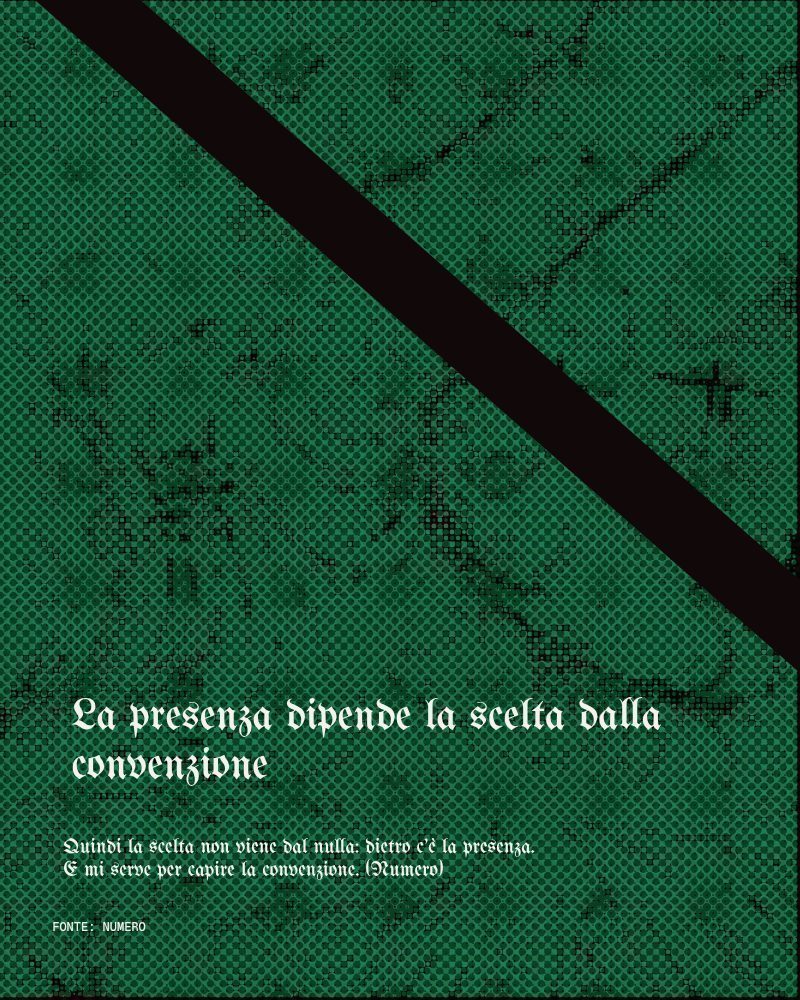 La presenza dipende la scelta dalla
convenzione
Quindi la scelta non viene dal nulla: dietro c'è la presenza.
E mi serve per capire la convenzione. (Numero)
FONTE: NUMERO